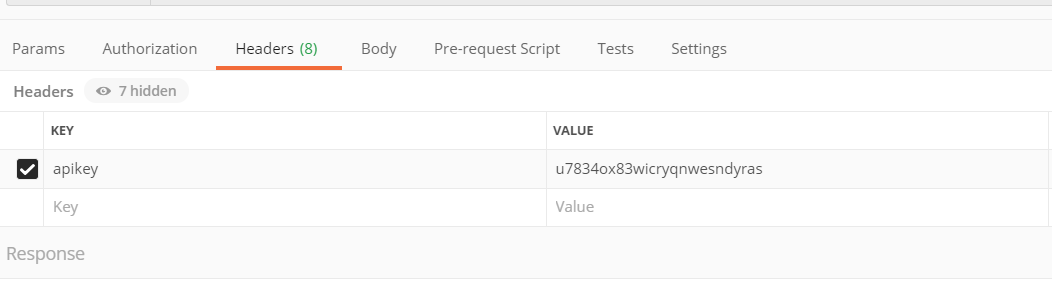 Params Authorization Headers (8) Body Pre-request Script Tests Settings
Headers 7 hidden
KEY VALUE
apikey u7834ox83wicryqnwesndyras
Key Value
Response